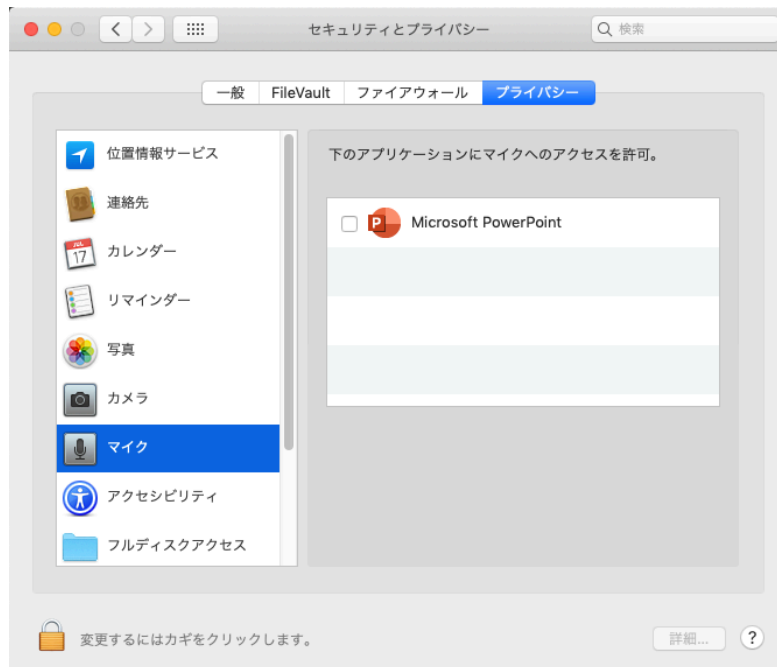 セキュリティとプライバシー
検索
一般
FileVault
ファイアウォール
プライバシー
位置情報サービス
連絡先
JUL
17
カレンダー
リマインダー
写真
カメラ
マイク
アクセシビリティ
フルディスクアクセス
下のアプリケーションにマイクへのアクセスを許可。
P
Microsoft PowerPoint
変更するにはカギをクリックします。
詳細...
?